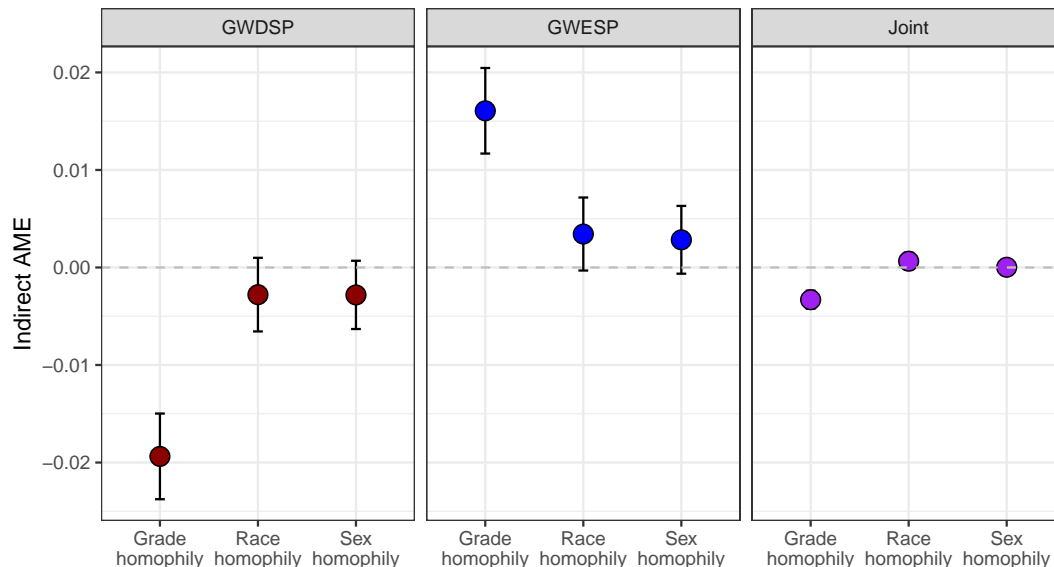 GWDSP GWESP Joint
Indirect AME
0.02
0.01
0.00
−0.01
−0.02
Grade homophily
Race homophily
Sex homophily
Grade homophily
Race homophily
Sex homophily
Grade homophily
Race homophily
Sex homophily